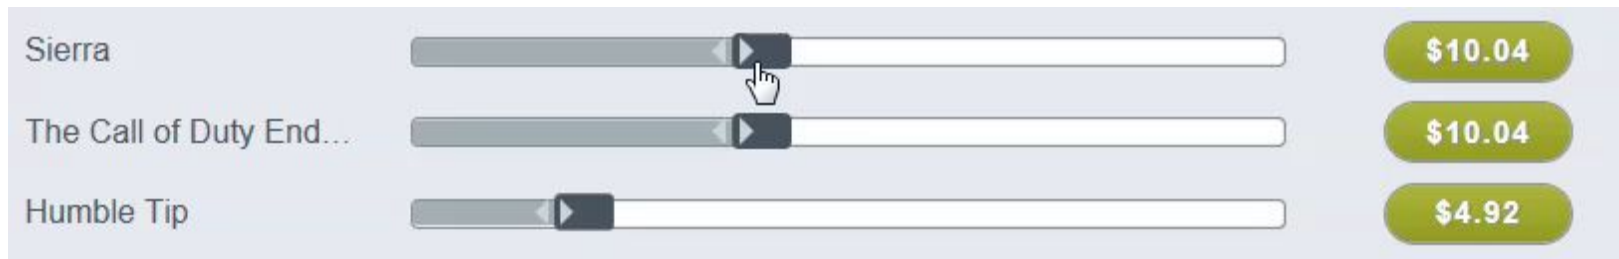 Sierra $10.04
The Call of Duty End... $10.04
Humble Tip $4.92